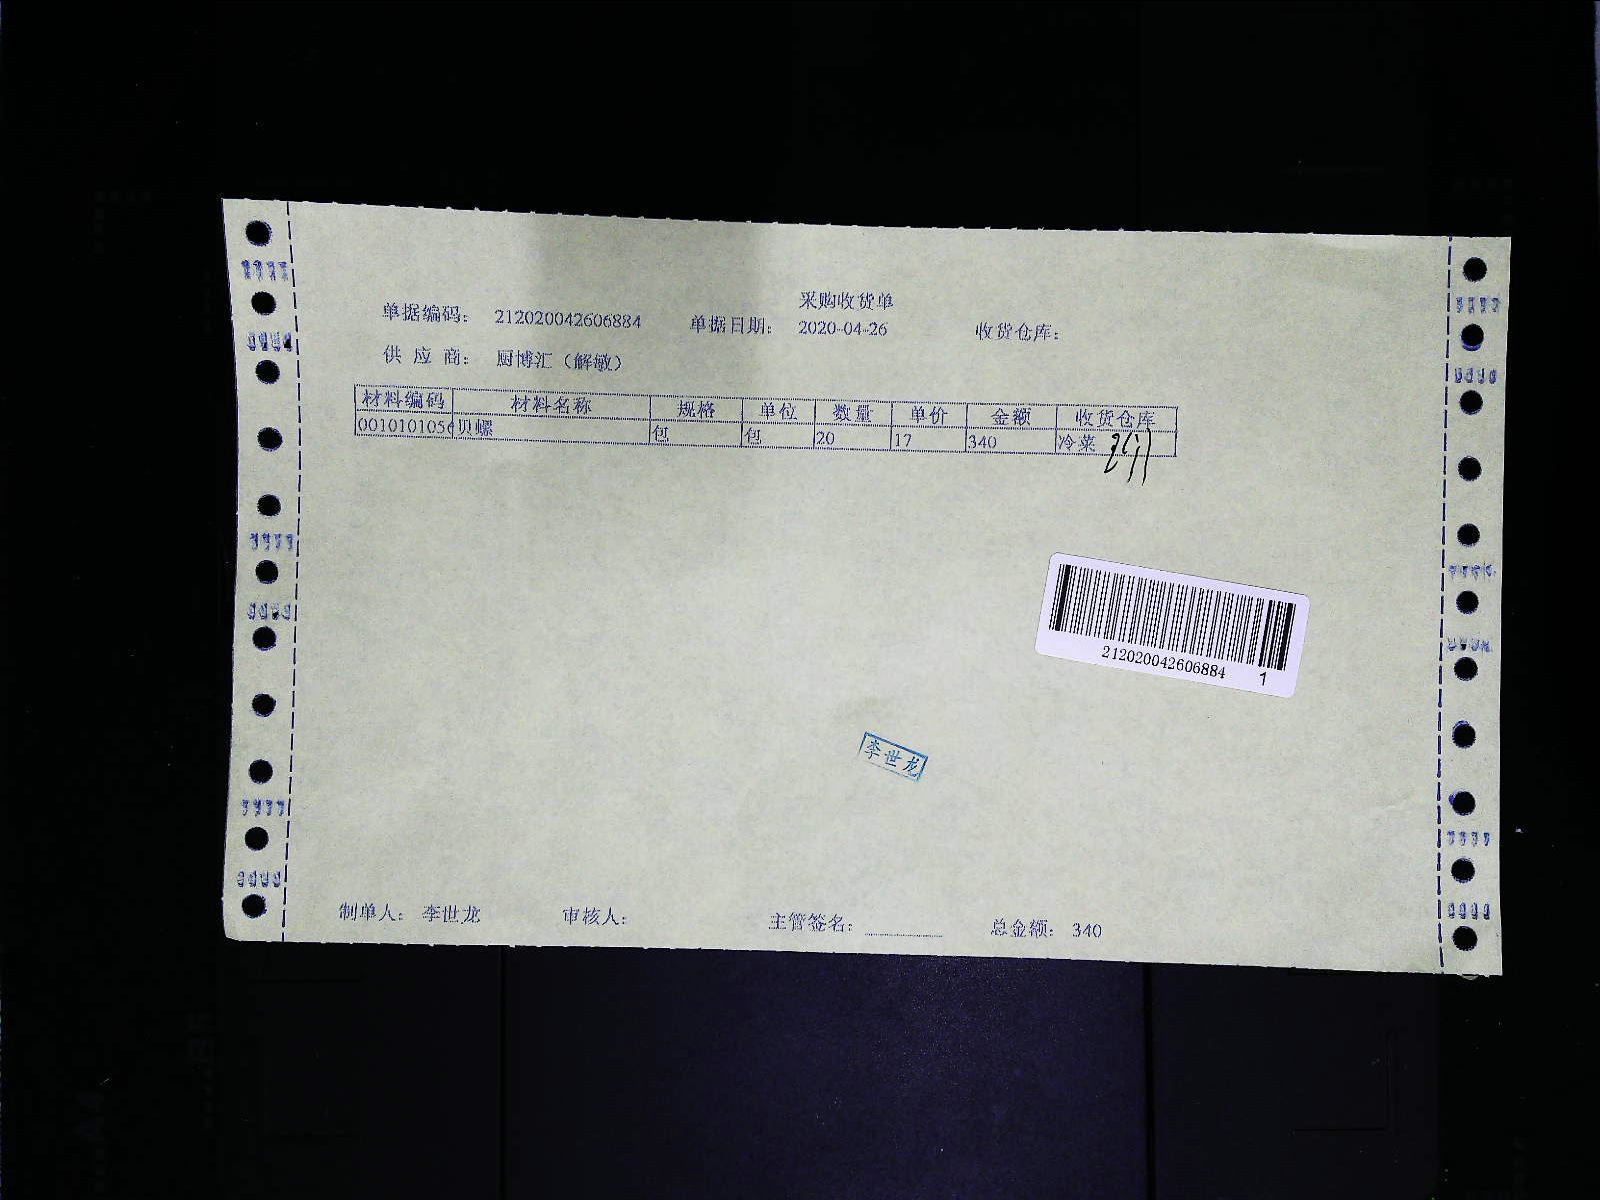 采购收货单
单据编码: 212020042606884 单据日期: 2020-04-26 收货仓库:
供 应 商: 厨博汇（解敏）
材料编码 材料名称 规格 单位 数量 单价 金额 收货仓库
0010101056 贝螺 包 包 20 17 340 冷菜
212020042606884 1
李世龙
制单人: 李世龙 审核人: 主管签名: 总金额: 340